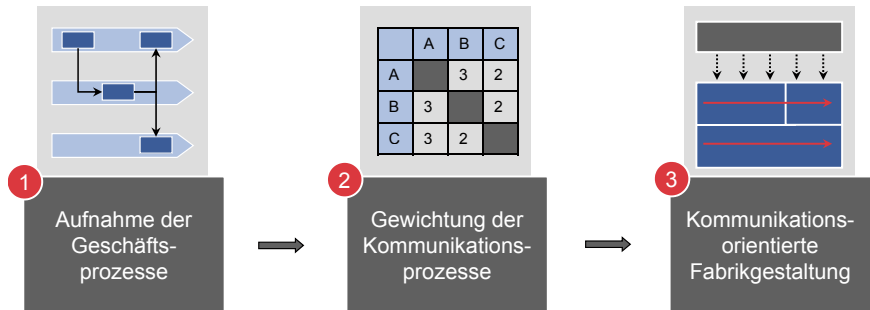 A B C
A 3 2
B 3 2
C 3 2
1
Aufnahme der
Geschäfts-
prozesse
2
Gewichtung der
Kommunikations-
prozesse
3
Kommunikations-
orientierte
Fabrikgestaltung